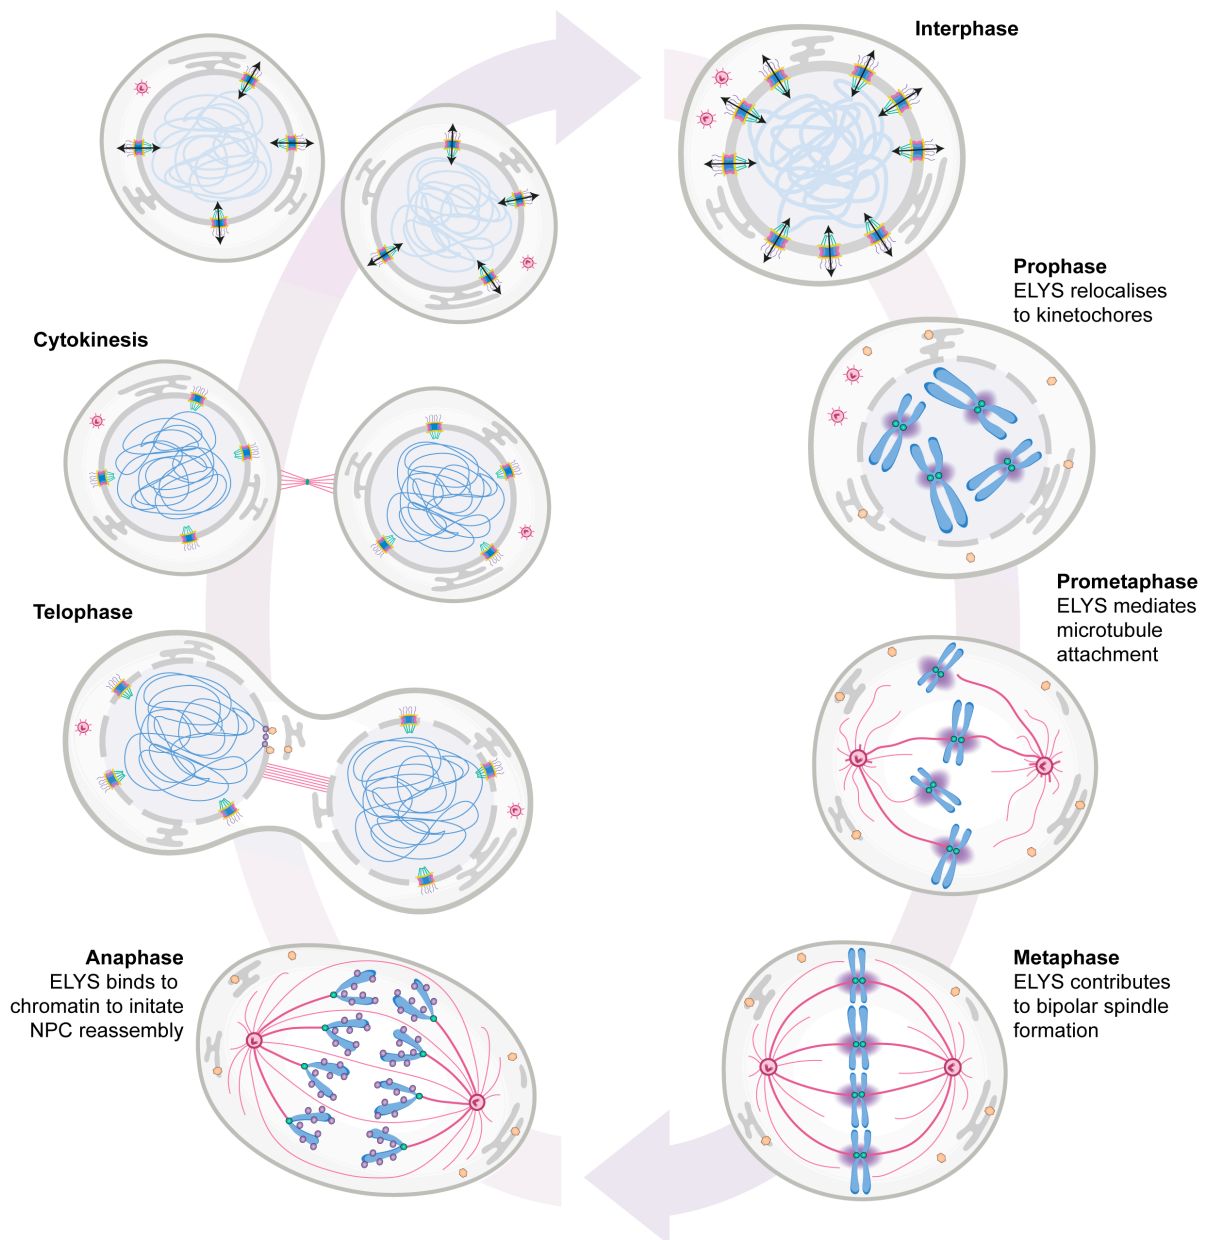 Interphase
Prophase
ELYS relocalises
to kinetochores
Prometaphase
ELYS mediates
microtubule
attachment
Metaphase
ELYS contributes
to bipolar spindle
formation
Anaphase
ELYS binds to
chromatin to initate
NPC reassembly
Telophase
Cytokinesis